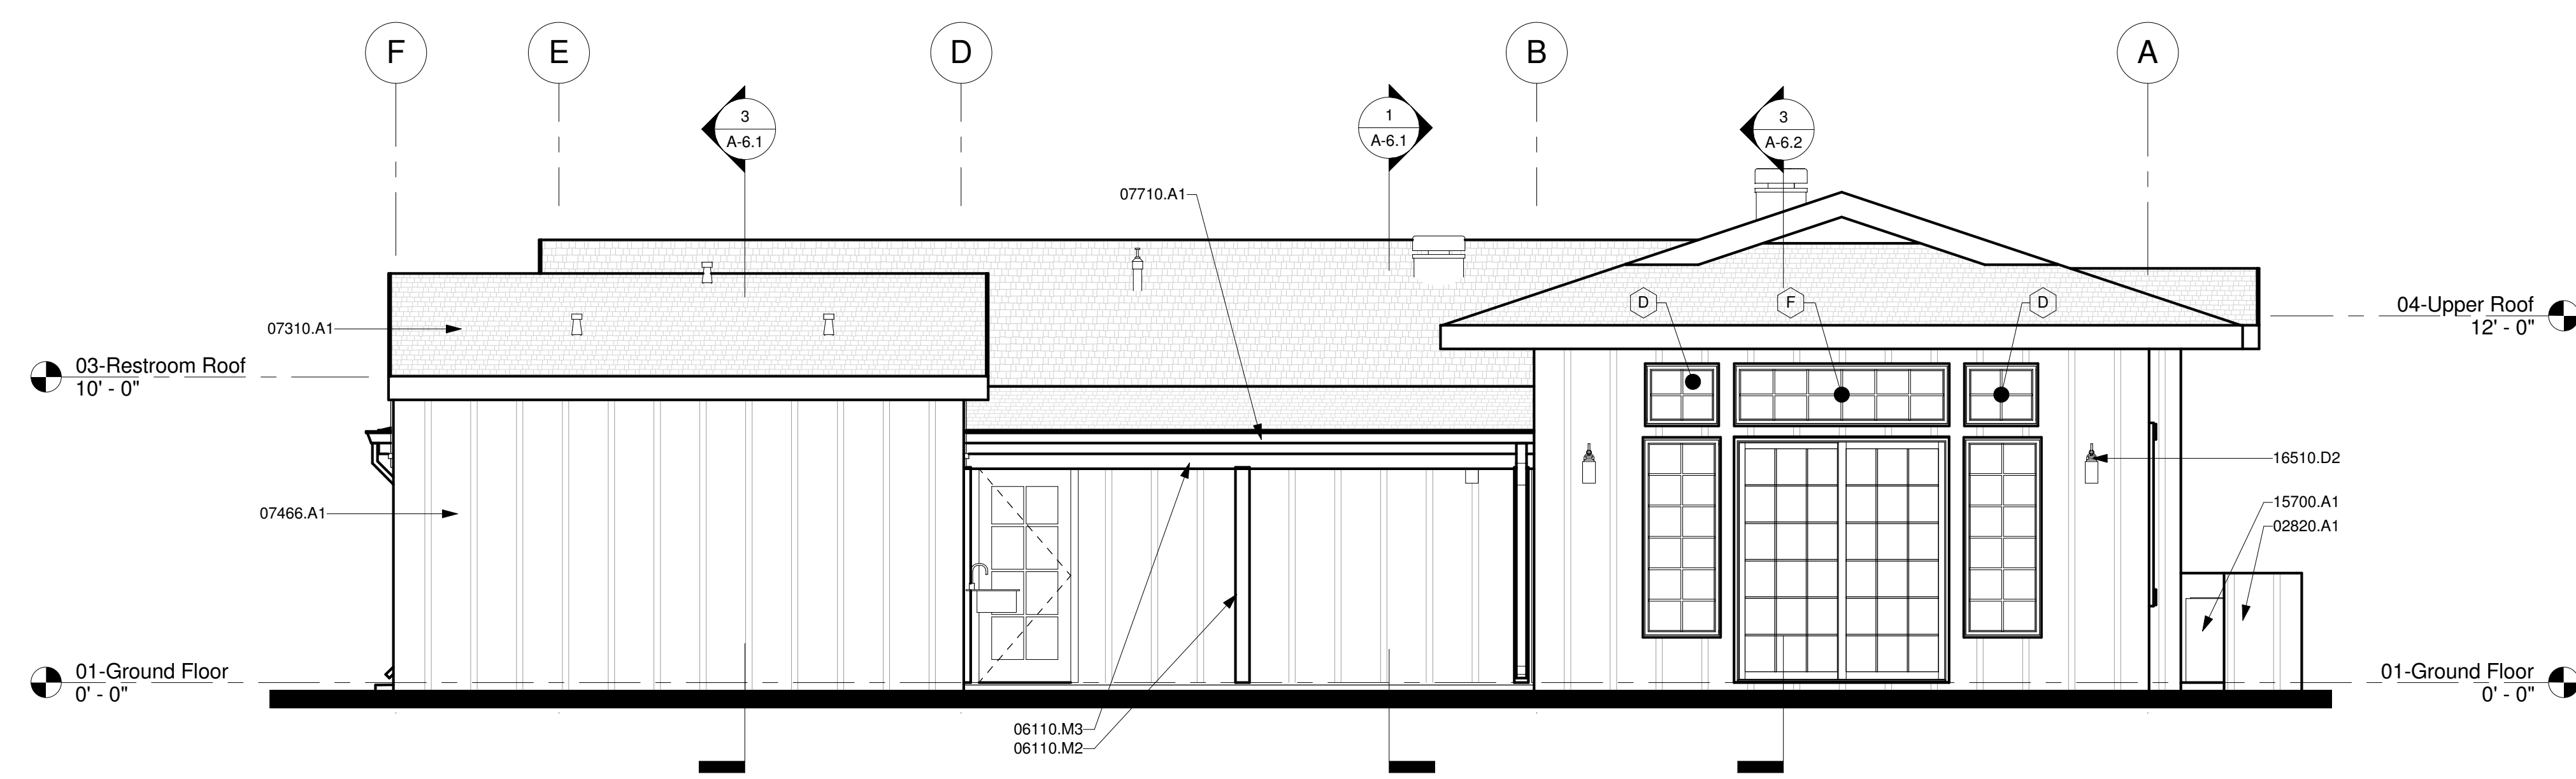 F
E
D
B
A
3
A-6.1
1
A-6.1
3
A-6.2
07710.A1
D
F
D
07310.A1
04-Upper Roof
12' - 0"
03-Restroom Roof
10' - 0"
16510.D2
15700.A1
02820.A1
07466.A1
01-Ground Floor
0' - 0"
01-Ground Floor
0' - 0"
06110.M3
06110.M2